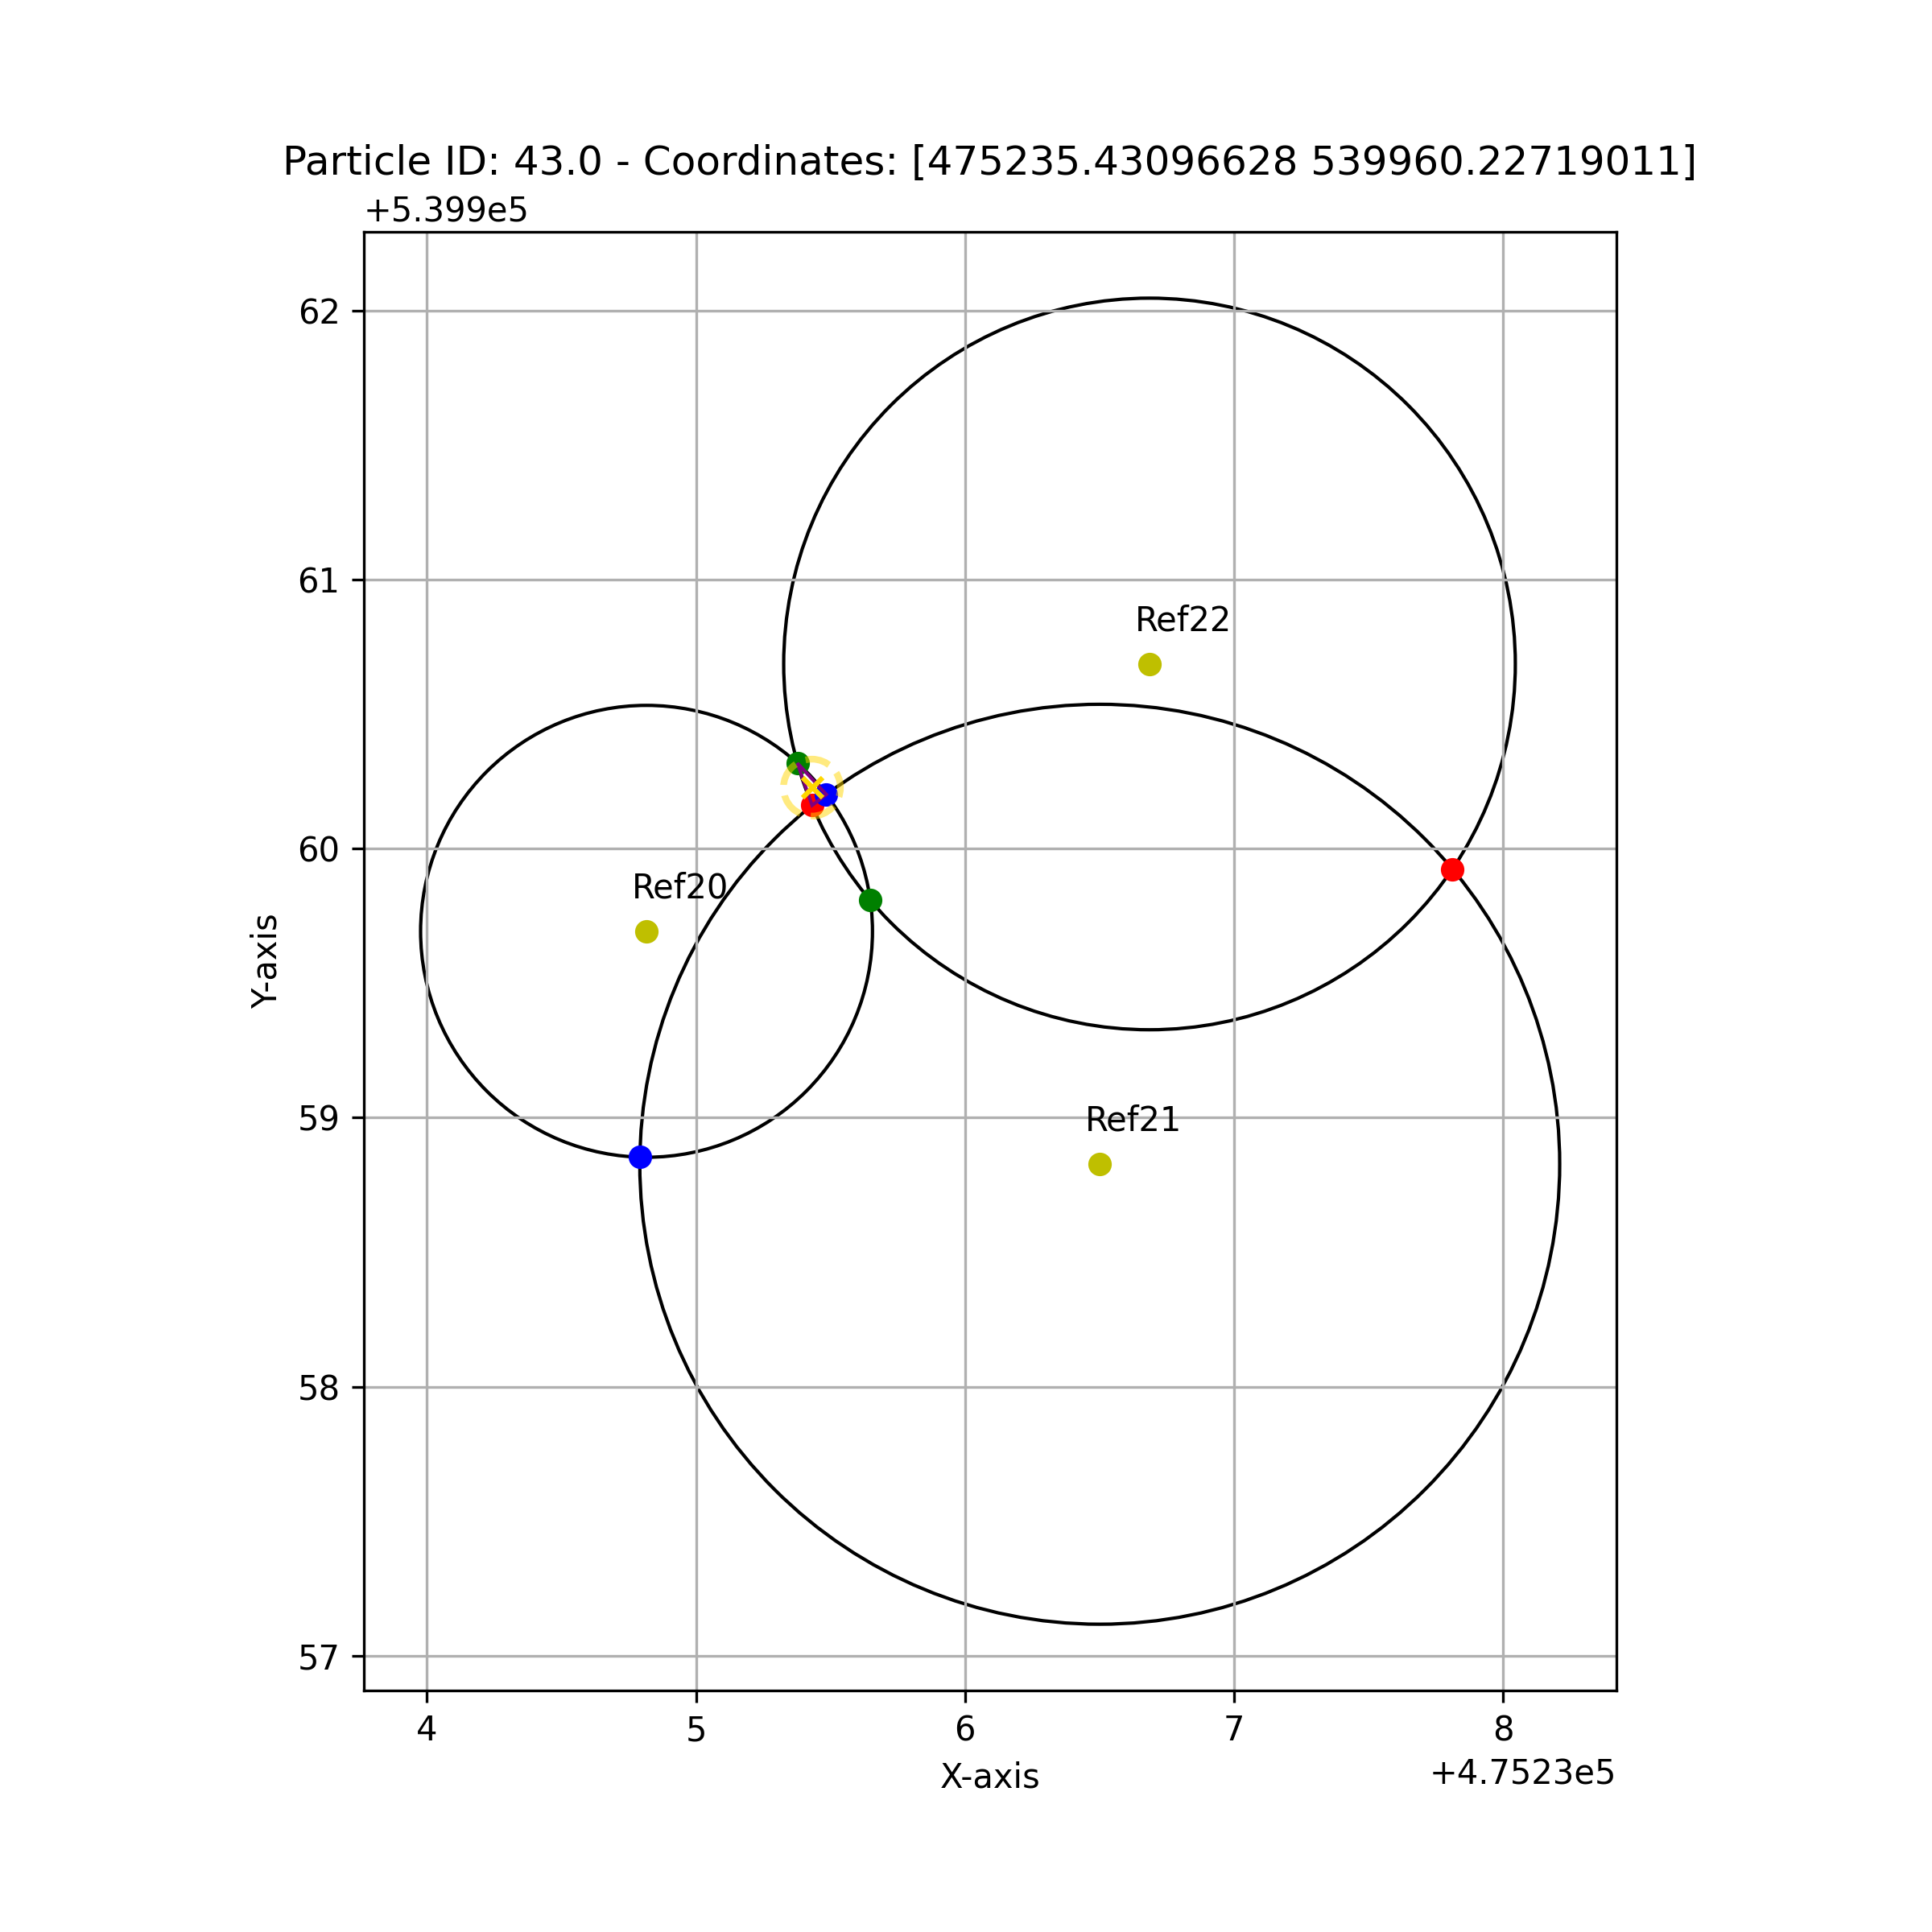 Particle ID: 43.0 - Coordinates: [475235.43096628 539960.22719011]
+5.399e5
62
61
Ref22
60
Ref20
Y-axis
59
Ref21
58
57
4 5 6 7 8
X-axis
+4.7523e5